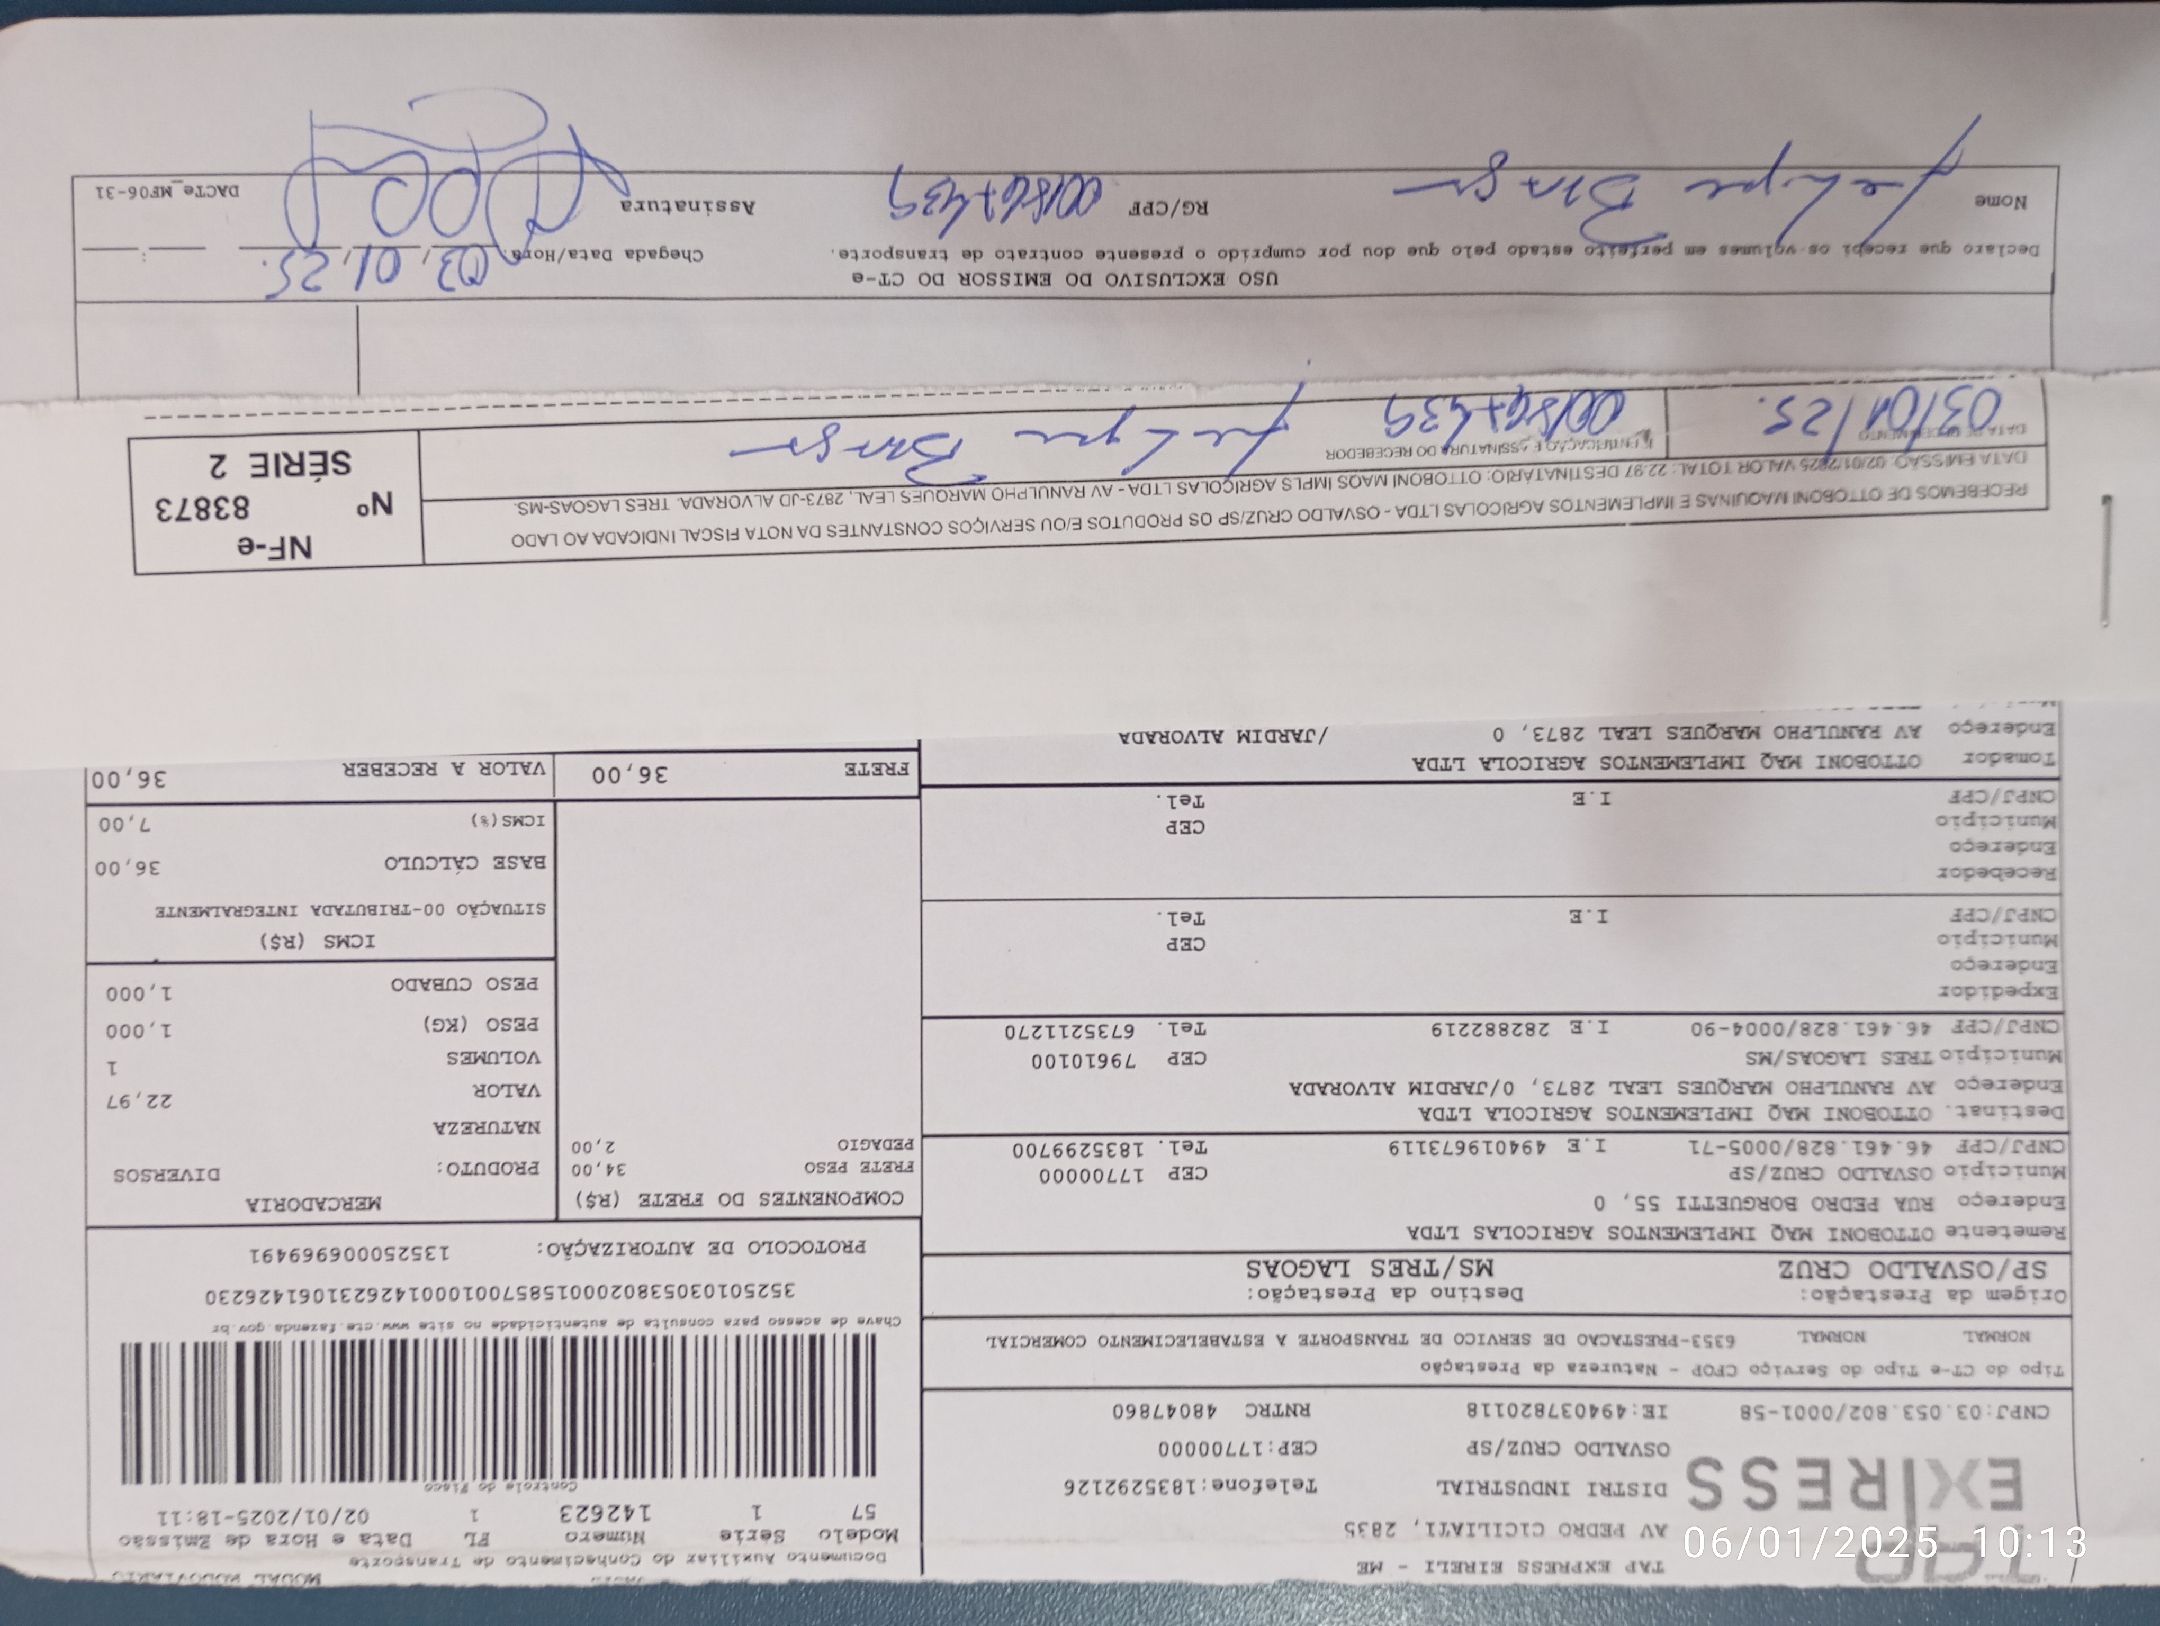 MODAL RODOVIÁRIO
TAP EXPRESS EIRELI - ME
AV PEDRO CICILIATI, 2835
DISTRI INDUSTRIAL Telefone:1835292126
OSVALDO CRUZ/SP CEP:17700000
tap
EXPRESS
CNPJ:03.053.802/0001-58 IE:494037820118 RNTRC 48047860
Documento Auxiliar do Conhecimento de Transporte
Modelo Série Número FL Data e Hora de Emissão
57 1 142623 1 02/01/2025-18:11
Controle do Fisco
Chave de acesso para consulta de autenticidade no site www.cte.fazenda.gov.br
35250103053802000158570010001426231061426230
PROTOCOLO DE AUTORIZAÇÃO: 135250006969491
Tipo do CT-e Tipo do Serviço CFOP - Natureza da Prestação
NORMAL NORMAL 6353-PRESTACAO DE SERVICO DE TRANSPORTE A ESTABELECIMENTO COMERCIAL
Origem da Prestação: Destino da Prestação:
SP/OSVALDO CRUZ MS/TRES LAGOAS
Remetente OTTOBONI MAQ IMPLEMENTOS AGRICOLAS LTDA
Endereço RUA PEDRO BORGUETTI 55, 0
Município OSVALDO CRUZ/SP CEP 17700000
CNPJ/CPF 46.461.828/0005-71 I.E 494019673119 Tel. 1835299700
Destinat. OTTOBONI MAQ IMPLEMENTOS AGRICOLA LTDA
Endereço AV RANULPHO MARQUES LEAL 2873, 0/JARDIM ALVORADA
Município TRES LAGOAS/MS CEP 79610100
CNPJ/CPF 46.461.828/0004-90 I.E 282882219 Tel. 6735211270
Expedidor
Endereço
Município CEP
CNPJ/CPF I.E Tel.
Recebedor
Endereço
Município CEP
CNPJ/CPF I.E Tel.
Tomador OTTOBONI MAQ IMPLEMENTOS AGRICOLA LTDA
Endereço AV RANULPHO MARQUES LEAL 2873, 0 /JARDIM ALVORADA
COMPONENTES DO FRETE (R$)
FRETE PESO 34,00
PEDAGIO 2,00
FRETE 36,00
MERCADORIA
PRODUTO: DIVERSOS
NATUREZA
VALOR 22,97
VOLUMES 1
PESO (KG) 1,000
PESO CUBADO 1,000
ICMS (R$)
SITUAÇÃO 00-TRIBUTADA INTEGRALMENTE
BASE CÁLCULO 36,00
ICMS(%) 7,00
VALOR A RECEBER 36,00
RECEBEMOS DE OTTOBONI MAQUINAS E IMPLEMENTOS AGRICOLAS LTDA - OSVALDO CRUZ/SP OS PRODUTOS E/OU SERVIÇOS CONSTANTES DA NOTA FISCAL INDICADA AO LADO
DATA EMISSÃO: 02/01/2025 VALOR TOTAL: 22,97 DESTINATÁRIO: OTTOBONI MAQS IMPLS AGRICOLAS LTDA - AV RANULPHO MARQUES LEAL, 2873-JD ALVORADA. TRES LAGOAS-MS.
DATA DE RECEBIMENTO IDENTIFICAÇÃO E ASSINATURA DO RECEBEDOR
03/01/25.
NF-e
Nº 83873
SÉRIE 2
USO EXCLUSIVO DO EMISSOR DO CT-e
Declaro que recebi os volumes em perfeito estado pelo que dou por cumprido o presente contrato de transporte.
Chegada Data/Hora: 03, 01, 25.
Nome RG/CPF Assinatura
DACTe_MF06-31
06/01/2025 10:13